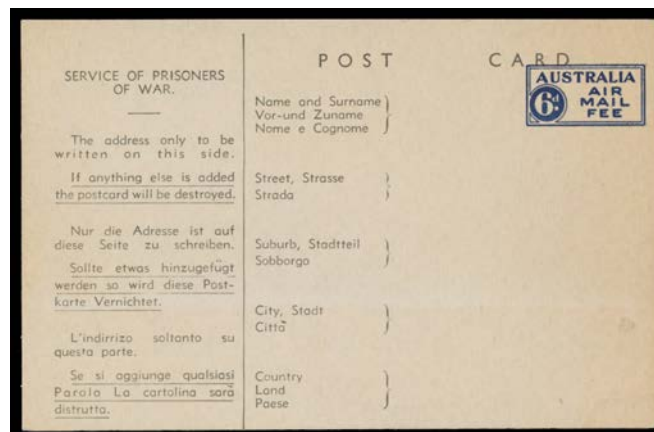 POST CARD
AUSTRALIA
6d.
AIR
MAIL
FEE
SERVICE OF PRISONERS
OF WAR.
The address only to be
written on this side.
If anything else is added
the postcard will be destroyed.
Nur die Adresse ist auf
diese Seite zu schreiben.
Sollte etwas hinzugefügt
werden so wird diese Post-
karte Vernichtet.
L'indirrizo soltanto su
questa parte.
Se si aggiunge qualsiasi
Parola La cartolina sarà
distrutta.
Name and Surname
Vor-und Zuname
Nome e Cognome
Street, Strasse
Strada
Suburb, Stadtteil
Sobborgo
City, Stadt
Città
Country
Land
Paese